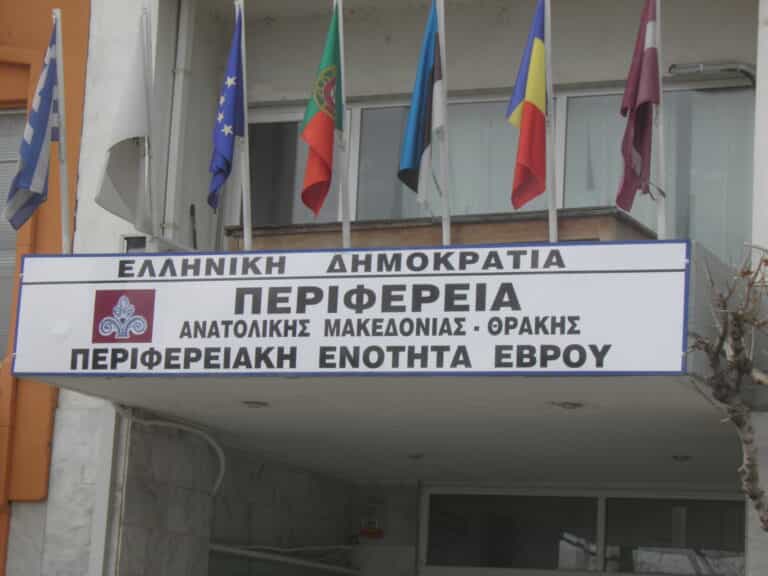 ΕΛΛΗΝΙΚΗ ΔΗΜΟΚΡΑΤΙΑ
ΠΕΡΙΦΕΡΕΙΑ
ΑΝΑΤΟΛΙΚΗΣ ΜΑΚΕΔΟΝΙΑΣ - ΘΡΑΚΗΣ
ΠΕΡΙΦΕΡΕΙΑΚΗ ΕΝΟΤΗΤΑ ΕΒΡΟΥ